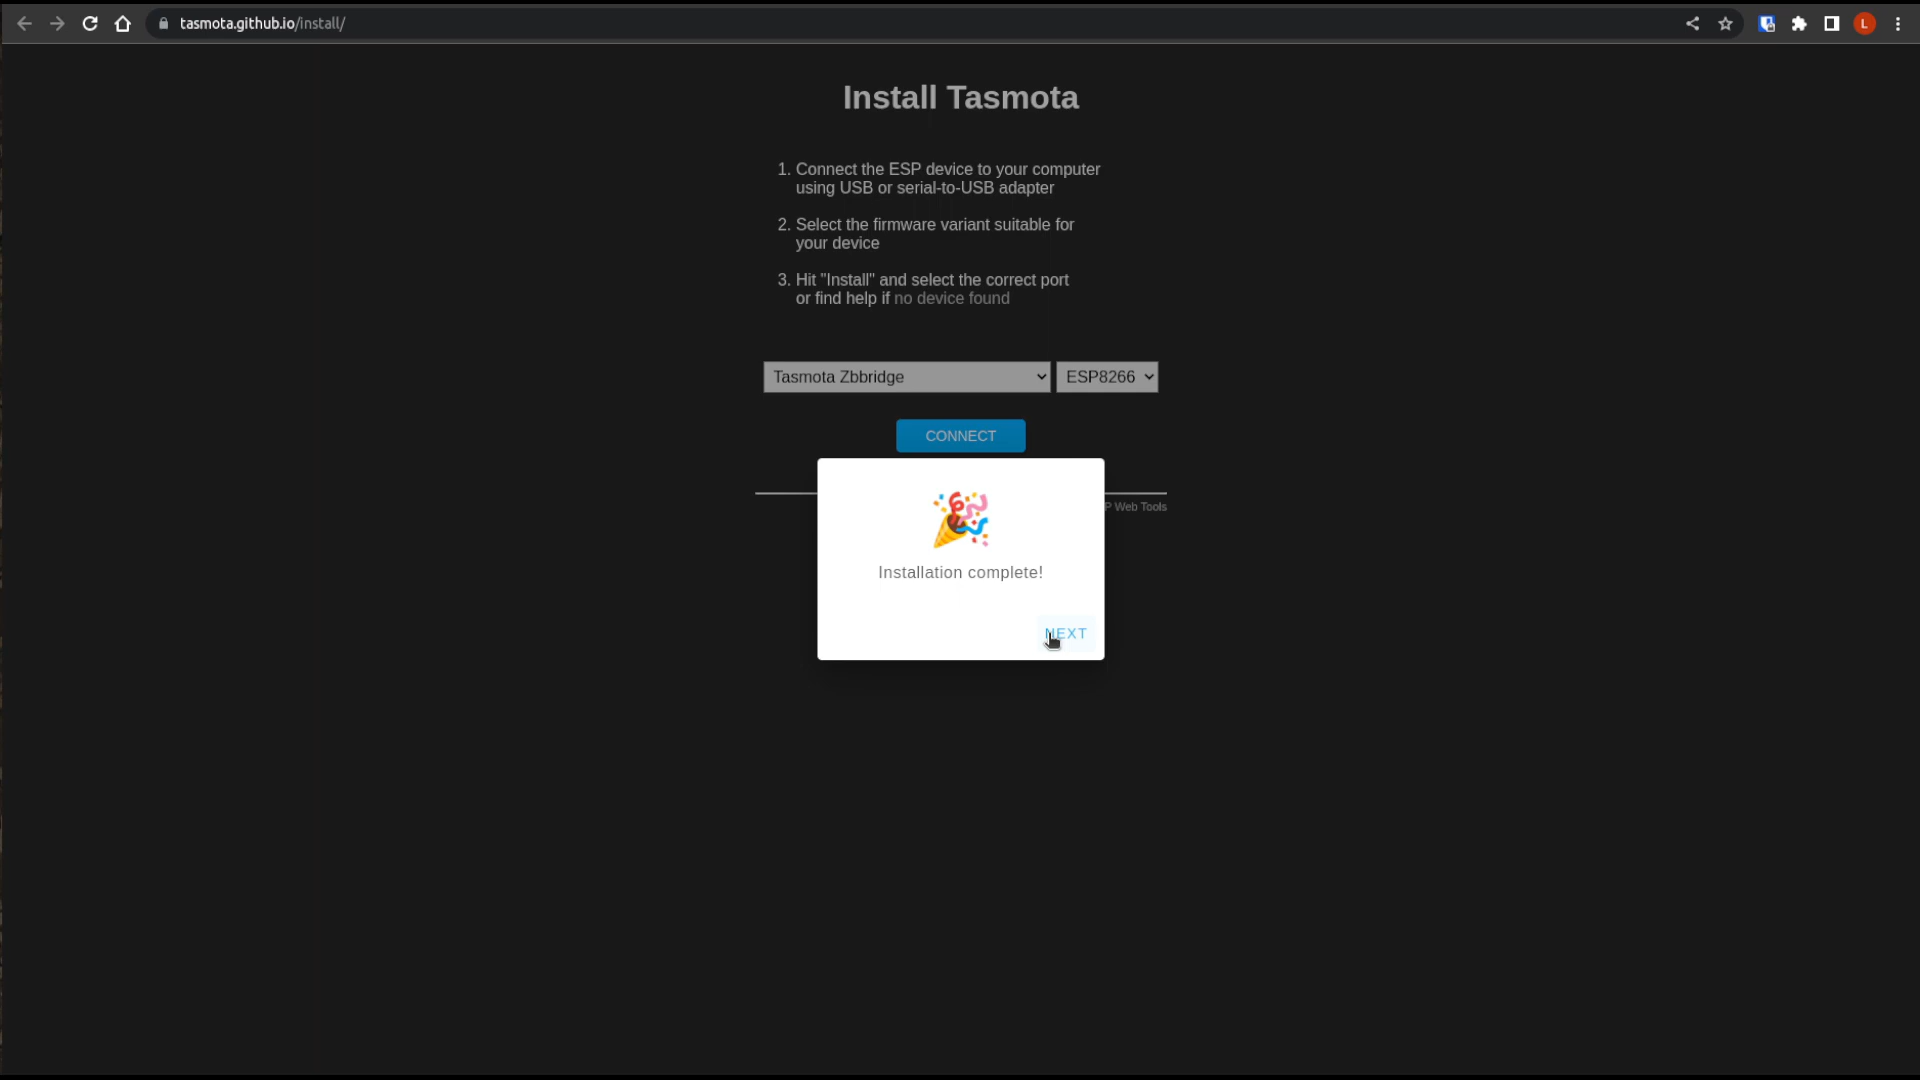 tasmota.github.io/install/
L
Install Tasmota
1. Connect the ESP device to your computer
using USB or serial-to-USB adapter
2. Select the firmware variant suitable for
your device
3. Hit "Install" and select the correct port
or find help if no device found
Tasmota Zbbridge
ESP8266
CONNECT
P Web Tools
Installation complete!
NEXT